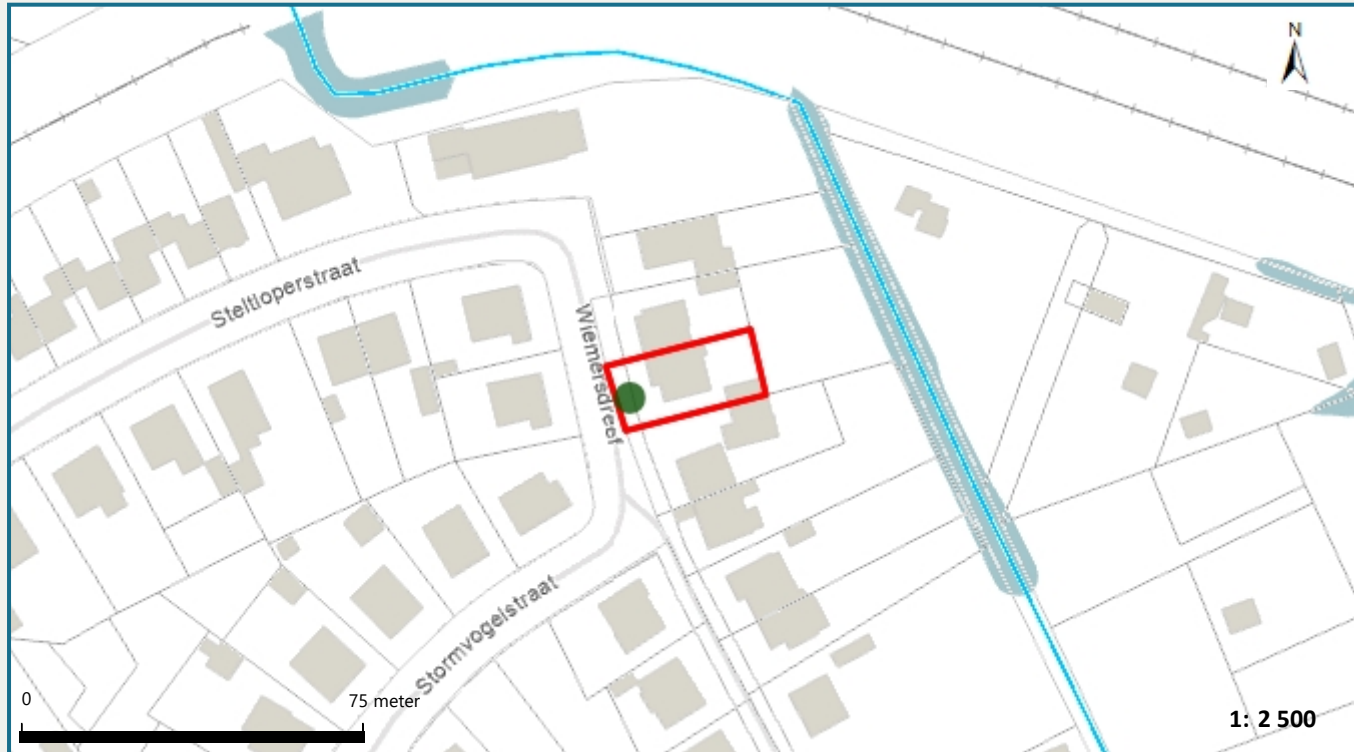 N
Steltloperstraat
Wiemersdreef
Stormvogelstraat
0
75 meter
1: 2 500